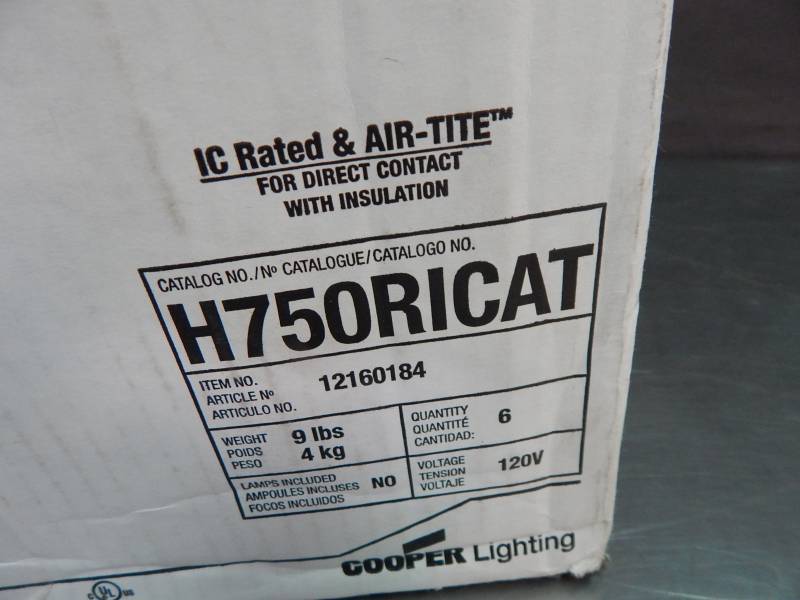 IC Rated & AIR-TITE™
FOR DIRECT CONTACT
WITH INSULATION
CATALOG NO./Nº CATALOGUE/CATALOGO NO.
H750RICAT
ITEM NO.
ARTICLE Nº
ARTICULO NO.
12160184
WEIGHT
POIDS
PESO
9 lbs
4 kg
QUANTITY
QUANTITÉ
CANTIDAD:
6
LAMPS INCLUDED
AMPOULES INCLUSES
FOCOS INCLUIDOS
NO
VOLTAGE
TENSION
VOLTAJE
120V
COOPER Lighting
c UL us